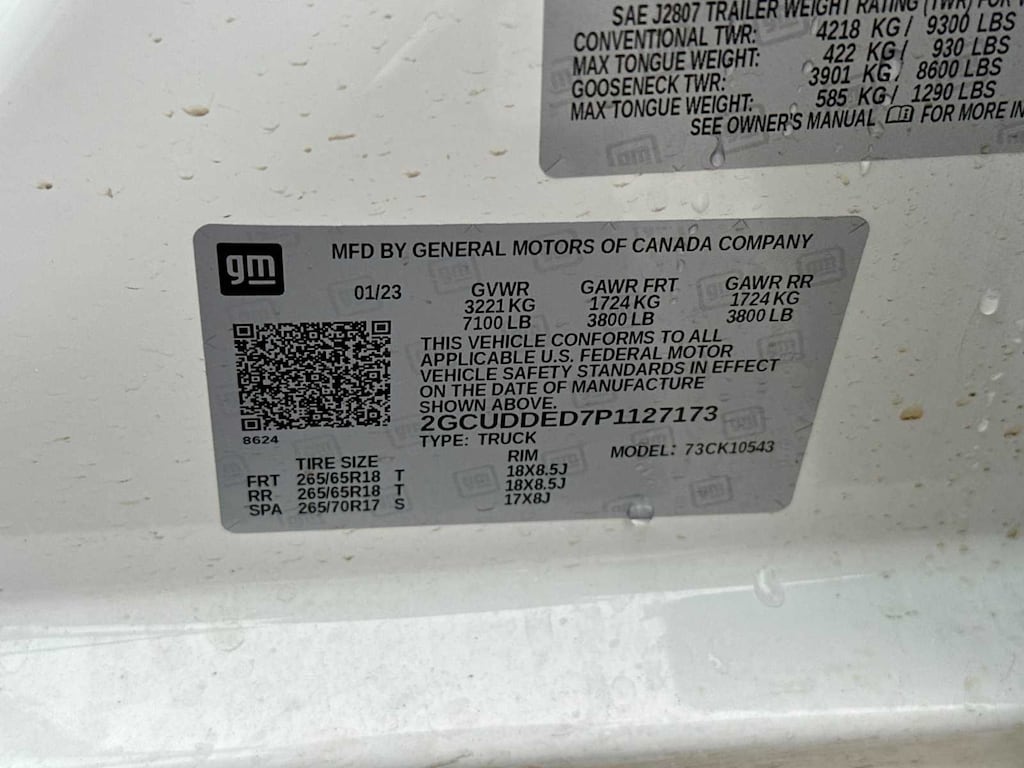 SAE J2807 TRAILER WEIGHT RATING (TWR) FOR
CONVENTIONAL TWR: 4218 KG/ 9300 LBS
MAX TONGUE WEIGHT: 422 KG/ 930 LBS
GOOSENECK TWR: 3901 KG/ 8600 LBS
MAX TONGUE WEIGHT: 585 KG/ 1290 LBS
SEE OWNER'S MANUAL FOR MORE IN
gm
MFD BY GENERAL MOTORS OF CANADA COMPANY
01/23 GVWR GAWR FRT GAWR RR
3221 KG 1724 KG 1724 KG
7100 LB 3800 LB 3800 LB
THIS VEHICLE CONFORMS TO ALL
APPLICABLE U.S. FEDERAL MOTOR
VEHICLE SAFETY STANDARDS IN EFFECT
ON THE DATE OF MANUFACTURE
SHOWN ABOVE.
2GCUDDED7P1127173
8624 TYPE: TRUCK MODEL: 73CK10543
TIRE SIZE RIM
FRT 265/65R18 T 18X8.5J
RR 265/65R18 T 18X8.5J
SPA 265/70R17 S 17X8J